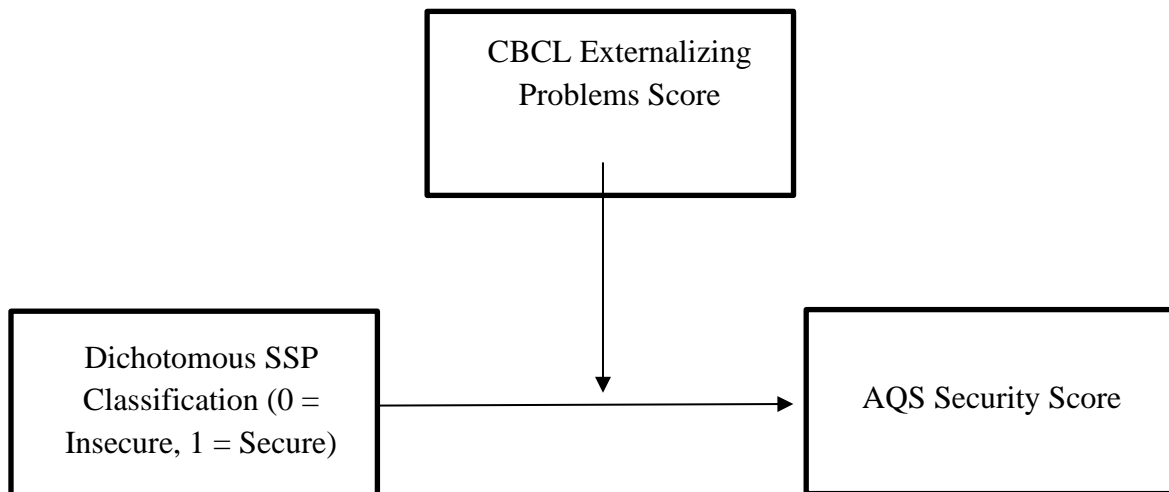 CBCL Externalizing
Problems Score
Dichotomous SSP
Classification (0 =
Insecure, 1 = Secure)
AQS Security Score